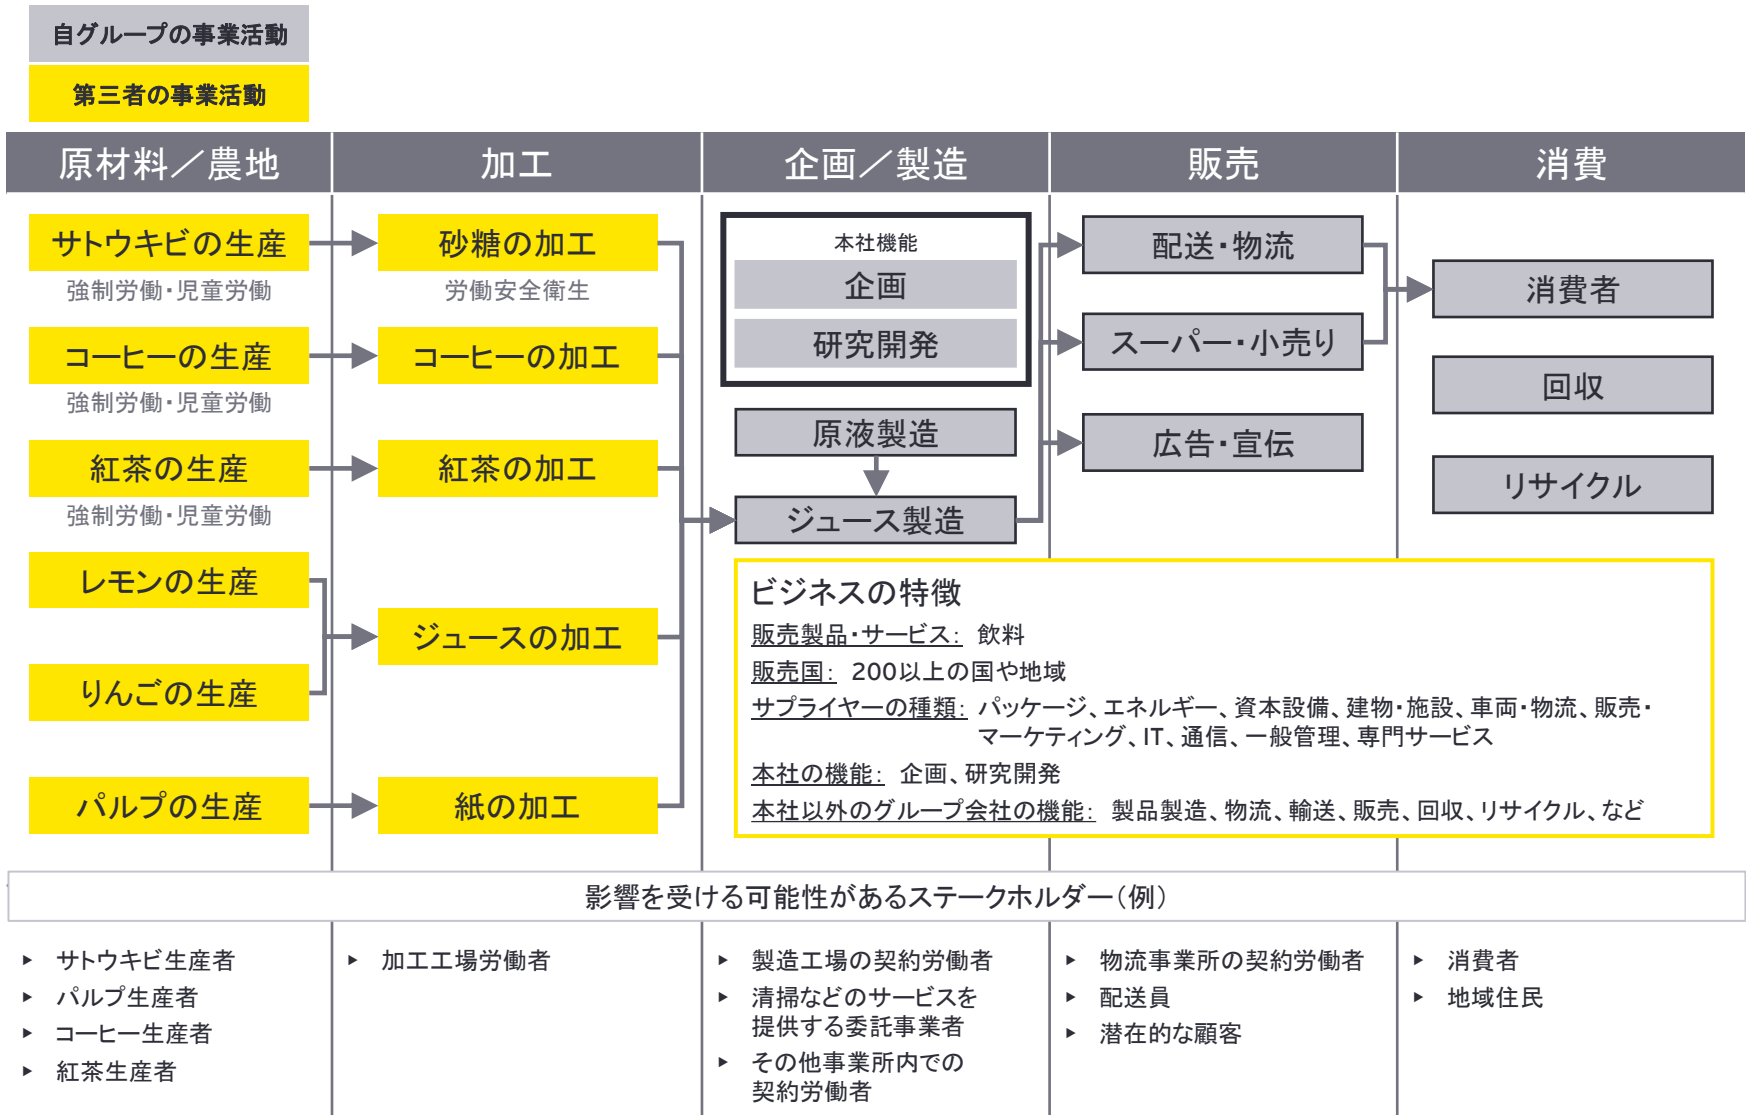 自グループの事業活動
第三者の事業活動
原材料／農地
加工
企画／製造
販売
消費
サトウキビの生産
強制労働・児童労働
コーヒーの生産
強制労働・児童労働
紅茶の生産
強制労働・児童労働
レモンの生産
りんごの生産
パルプの生産
砂糖の加工
労働安全衛生
コーヒーの加工
紅茶の加工
ジュースの加工
紙の加工
本社機能
企画
研究開発
原液製造
ジュース製造
配送・物流
スーパー・小売り
広告・宣伝
消費者
回収
リサイクル
ビジネスの特徴
販売製品・サービス： 飲料
販売国： 200以上の国や地域
サプライヤーの種類： パッケージ、エネルギー、資本設備、建物・施設、車両・物流、販売・
マーケティング、IT、通信、一般管理、専門サービス
本社の機能： 企画、研究開発
本社以外のグループ会社の機能： 製品製造、物流、輸送、販売、回収、リサイクル、など
影響を受ける可能性があるステークホルダー（例）
サトウキビ生産者
パルプ生産者
コーヒー生産者
紅茶生産者
加工工場労働者
製造工場の契約労働者
清掃などのサービスを
提供する委託事業者
その他事業所内での
契約労働者
物流事業所の契約労働者
配送員
潜在的な顧客
消費者
地域住民